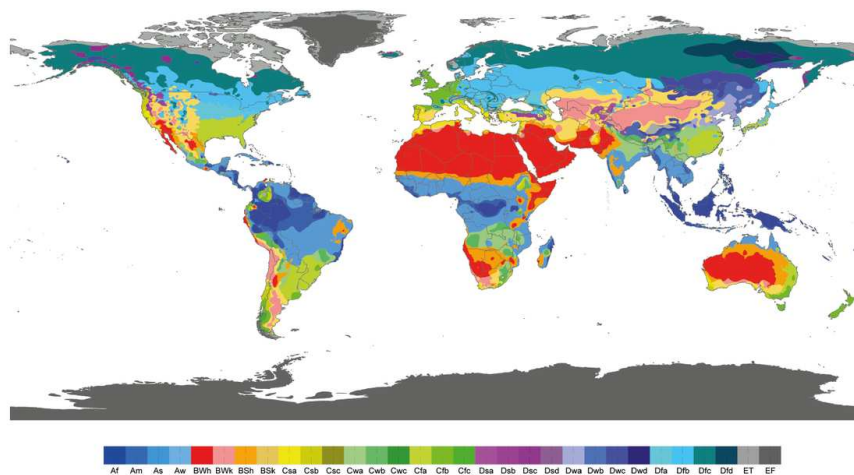 Af Am As Aw BWh BWk BSh BSk Csa Csb Csc Cwa Cwb Cwc Cfa Cfb Cfc Dsa Dsb Dsc Dsd Dwa Dwb Dwc Dwd Dfa Dfb Dfc Dfd ET EF